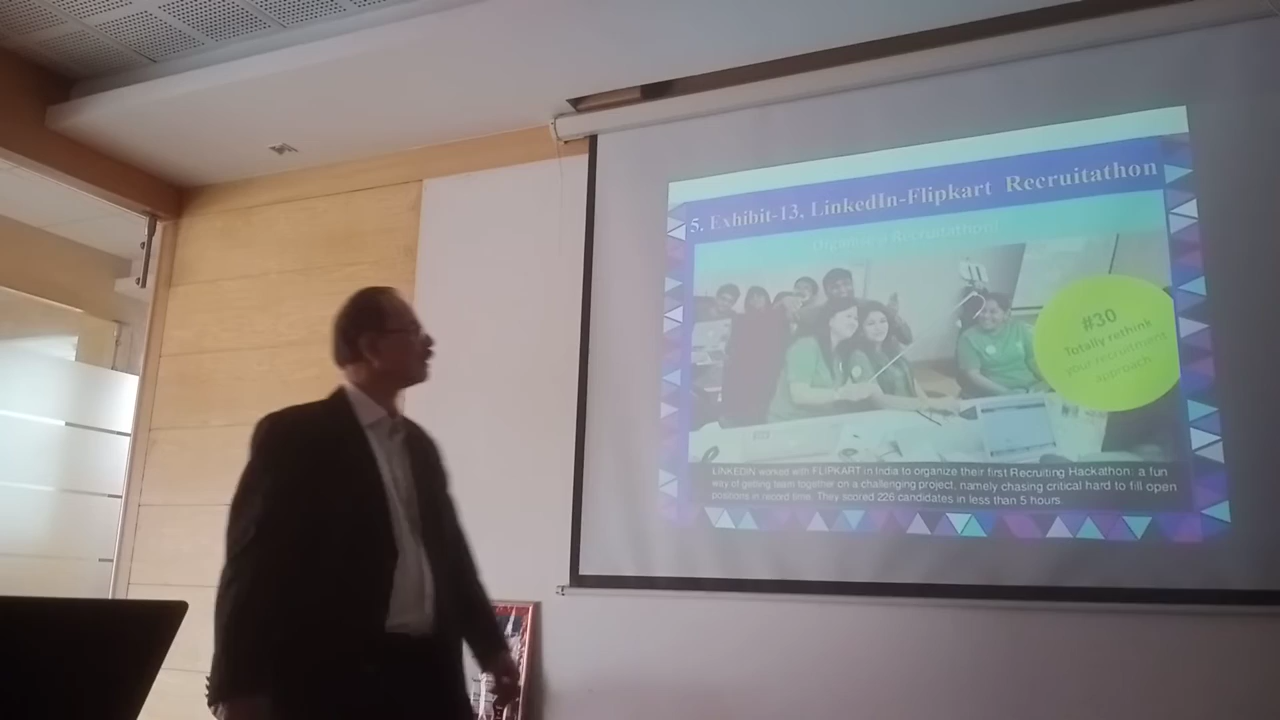 5. Exhibit-13, LinkedIn-Flipkart Recruitathon
Organised Recruitathon!
#30
Totally rethink
your recruitment
approach
LINKEDIN worked with FLIPKART in India to organize their first Recruiting Hackathon: a fun
way of getting team together on a challenging project, namely chasing critical hard to fill open
positions in record time. They scored 226 candidates in less than 5 hours.